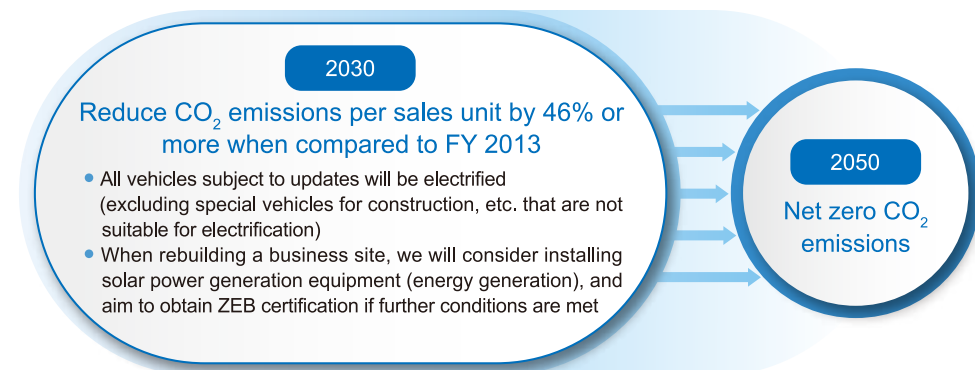 2030
Reduce CO₂ emissions per sales unit by 46% or
more when compared to FY 2013
• All vehicles subject to updates will be electrified
(excluding special vehicles for construction, etc. that are not
suitable for electrification)
• When rebuilding a business site, we will consider installing
solar power generation equipment (energy generation), and
aim to obtain ZEB certification if further conditions are met
2050
Net zero CO₂
emissions